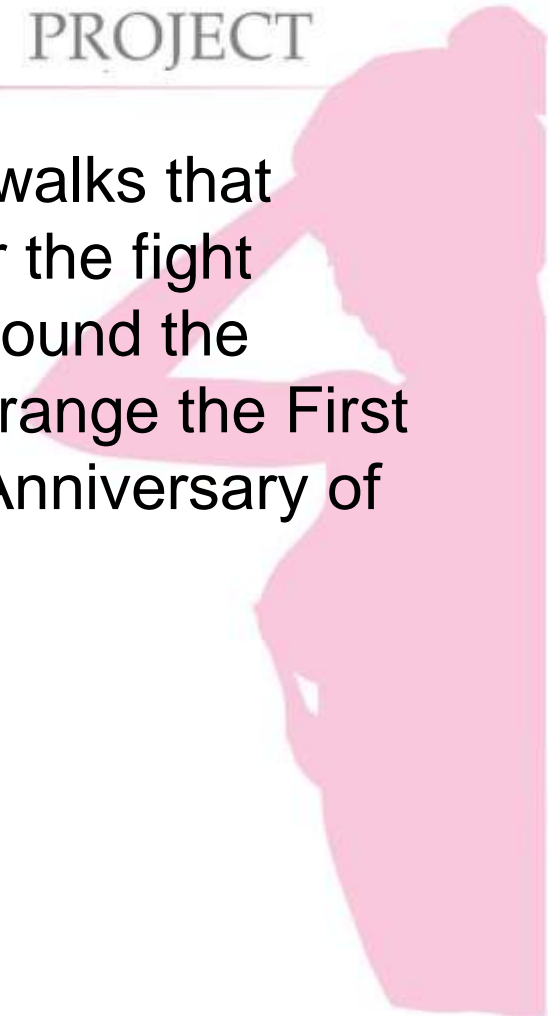 PROJECT
walks that
the fight
ound the
range the First
Anniversary of